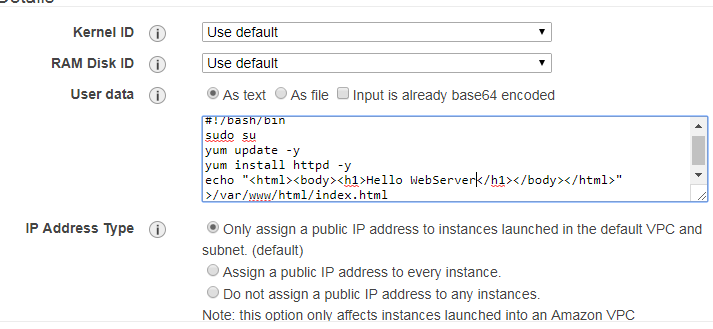 Details
Kernel ID i Use default
RAM Disk ID i Use default
User data i As text As file Input is already base64 encoded
#!/bash/bin
sudo su
yum update -y
yum install httpd -y
echo "<html><body><h1>Hello WebServer</h1></body></html>"
>/var/www/html/index.html
IP Address Type i Only assign a public IP address to instances launched in the default VPC and
subnet. (default)
Assign a public IP address to every instance.
Do not assign a public IP address to any instances.
Note: this option only affects instances launched into an Amazon VPC